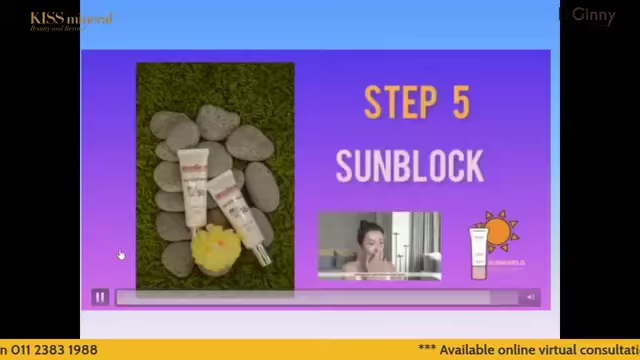 KISS mineral
Beauty and Beyond
Ginny
STEP 5
SUNBLOCK
n 011 2383 1988
*** Available online virtual consultati